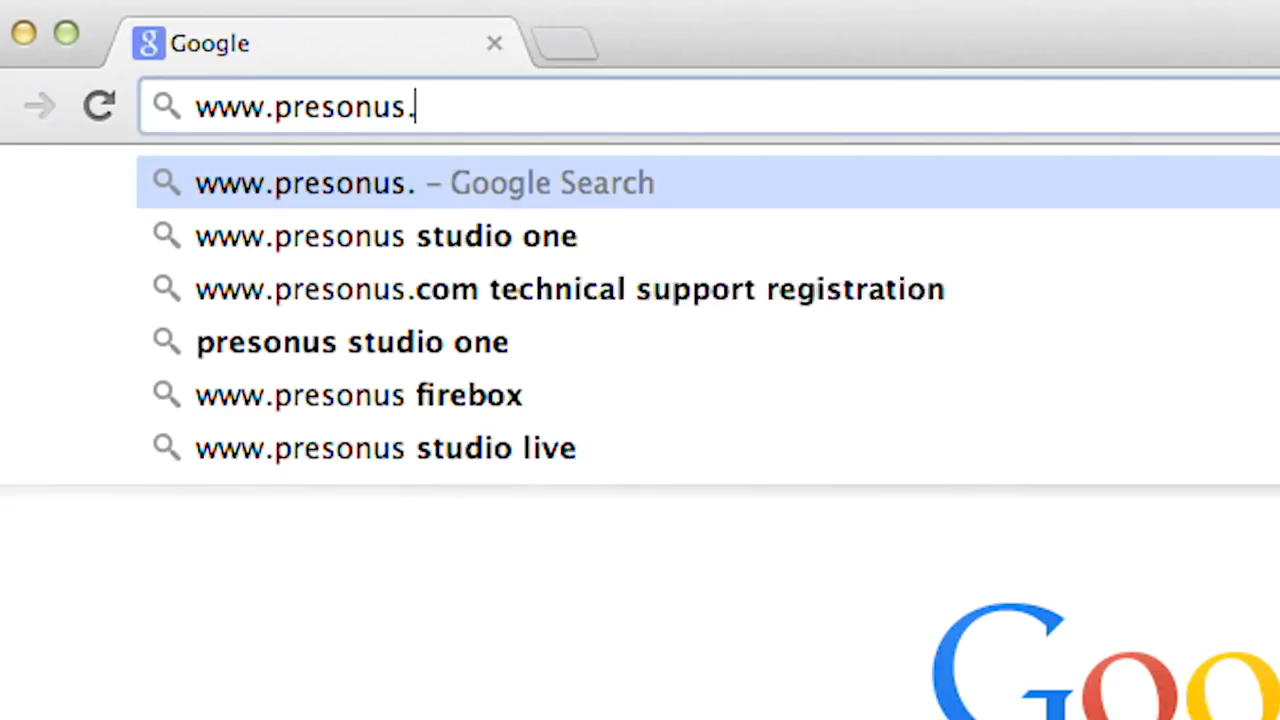 Google
www.presonus.
www.presonus. – Google Search
www.presonus studio one
www.presonus.com technical support registration
presonus studio one
www.presonus firebox
www.presonus studio live
Goo